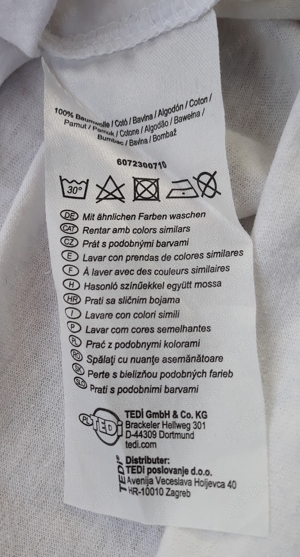 100% Baumwolle / Cotó / Bavlna / Algodón / Coton /
Pamut / Pamuk / Cotone / Algodão / Bawełna /
Bumbac / Bavlna / Bombaž
6072300710
30°
DE Mit ähnlichen Farben waschen
CAT Rentar amb colors similars
CZ Prát s podobnými barvami
E Lavar con prendas de colores similares
F À laver avec des couleurs similaires
H Hasonló színűekkel együtt mossa
HR Prati sa sličnim bojama
I Lavare con colori simili
P Lavar com cores semelhantes
PL Prać z podobnymi kolorami
RO Spălaţi cu nuanţe asemănătoare
SK Perte s bielizňou podobných farieb
SLO Prati s podobnimi barvami
TEDi GmbH & Co. KG
Brackeler Hellweg 301
D-44309 Dortmund
tedi.com
TEDi
Distributer:
TEDi poslovanje d.o.o.
Avenija Veceslava Holjevca 40
HR-10010 Zagreb
TEDi®